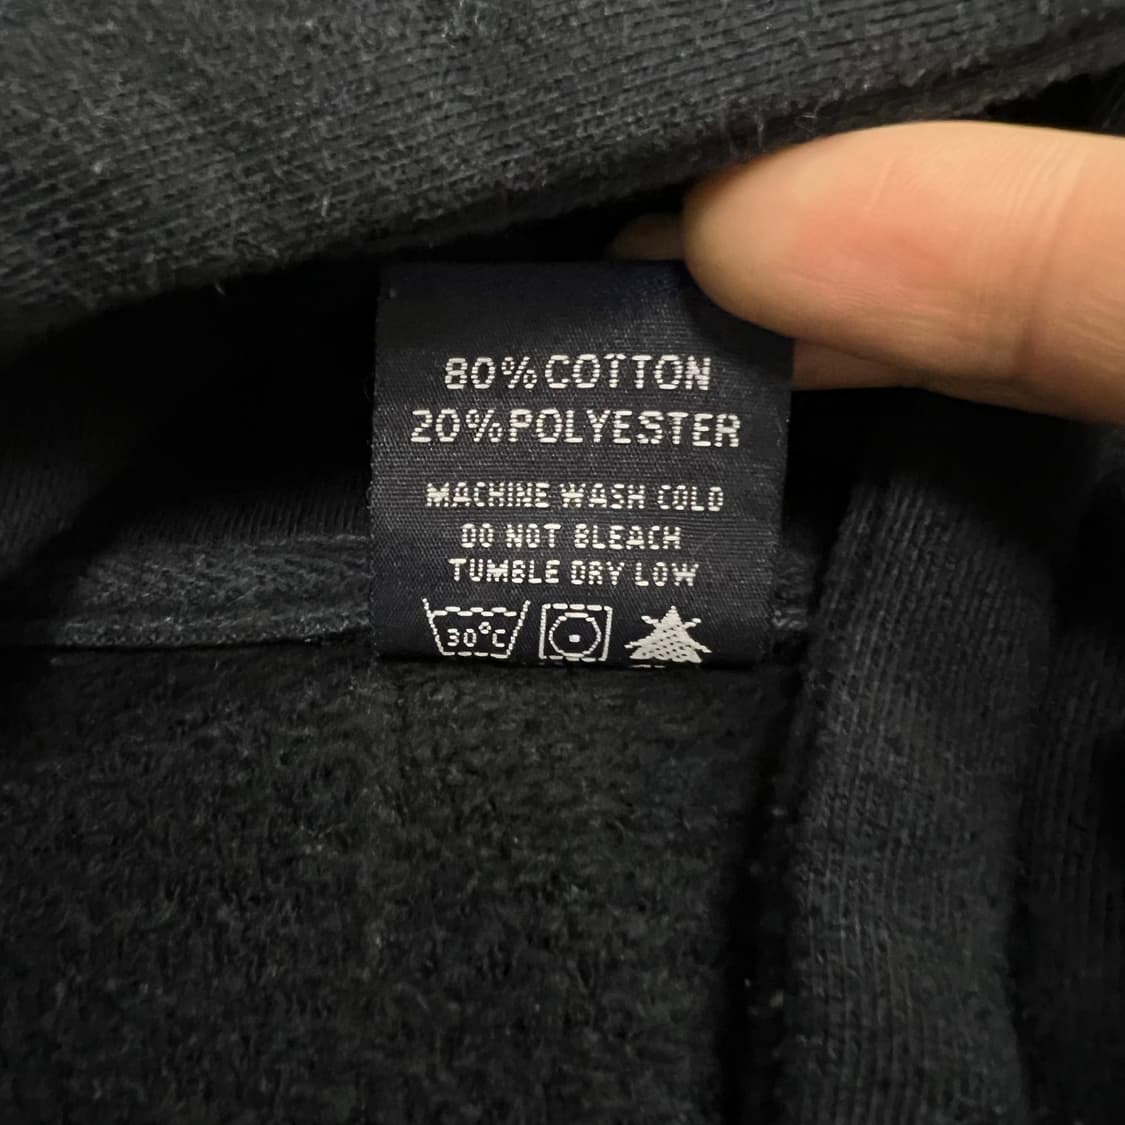 80% COTTON
20% POLYESTER
MACHINE WASH COLD
DO NOT BLEACH
TUMBLE DRY LOW
30°C